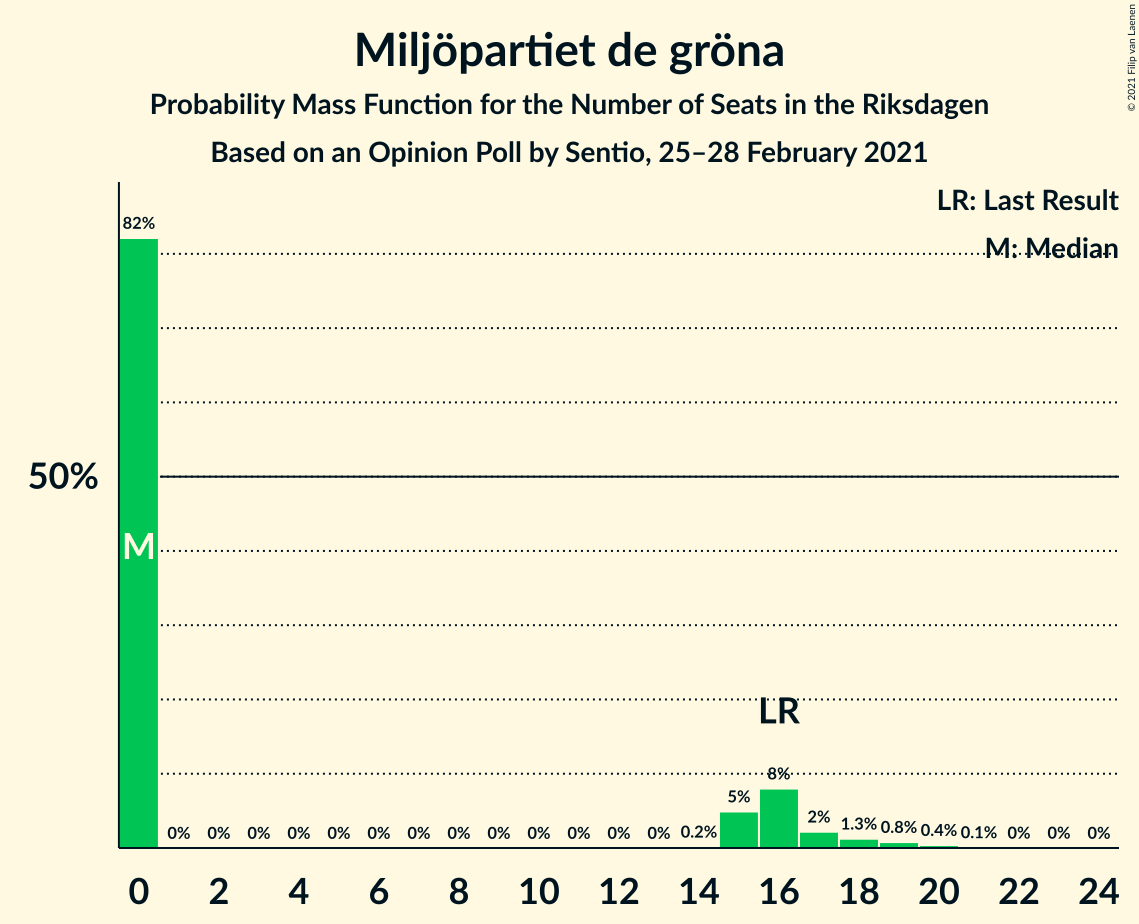 Miljöpartiet de gröna
Probability Mass Function for the Number of Seats in the Riksdagen
Based on an Opinion Poll by Sentio, 25–28 February 2021
© 2021 Filip van Laenen
LR: Last Result
M: Median
82%
50%
M
LR
0% 0% 0% 0% 0% 0% 0% 0% 0% 0% 0% 0% 0% 0.2% 5% 8% 2% 1.3% 0.8% 0.4% 0.1% 0% 0% 0%
0 2 4 6 8 10 12 14 16 18 20 22 24